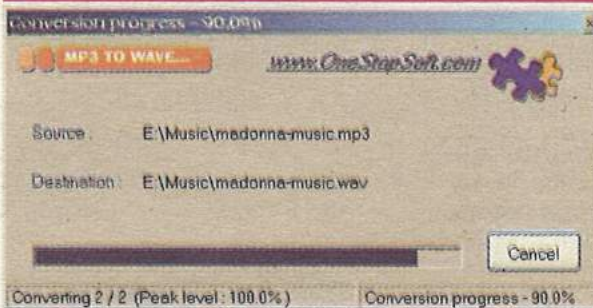 Conversion progress - 90.0%
MP3 TO WAVE...
www.OneStopSoft.com
Source : E:\Music\madonna-music.mp3
Destination : E:\Music\madonna-music.wav
Cancel
Converting 2 / 2 (Peak level : 100.0% ) Conversion progress - 90.0%